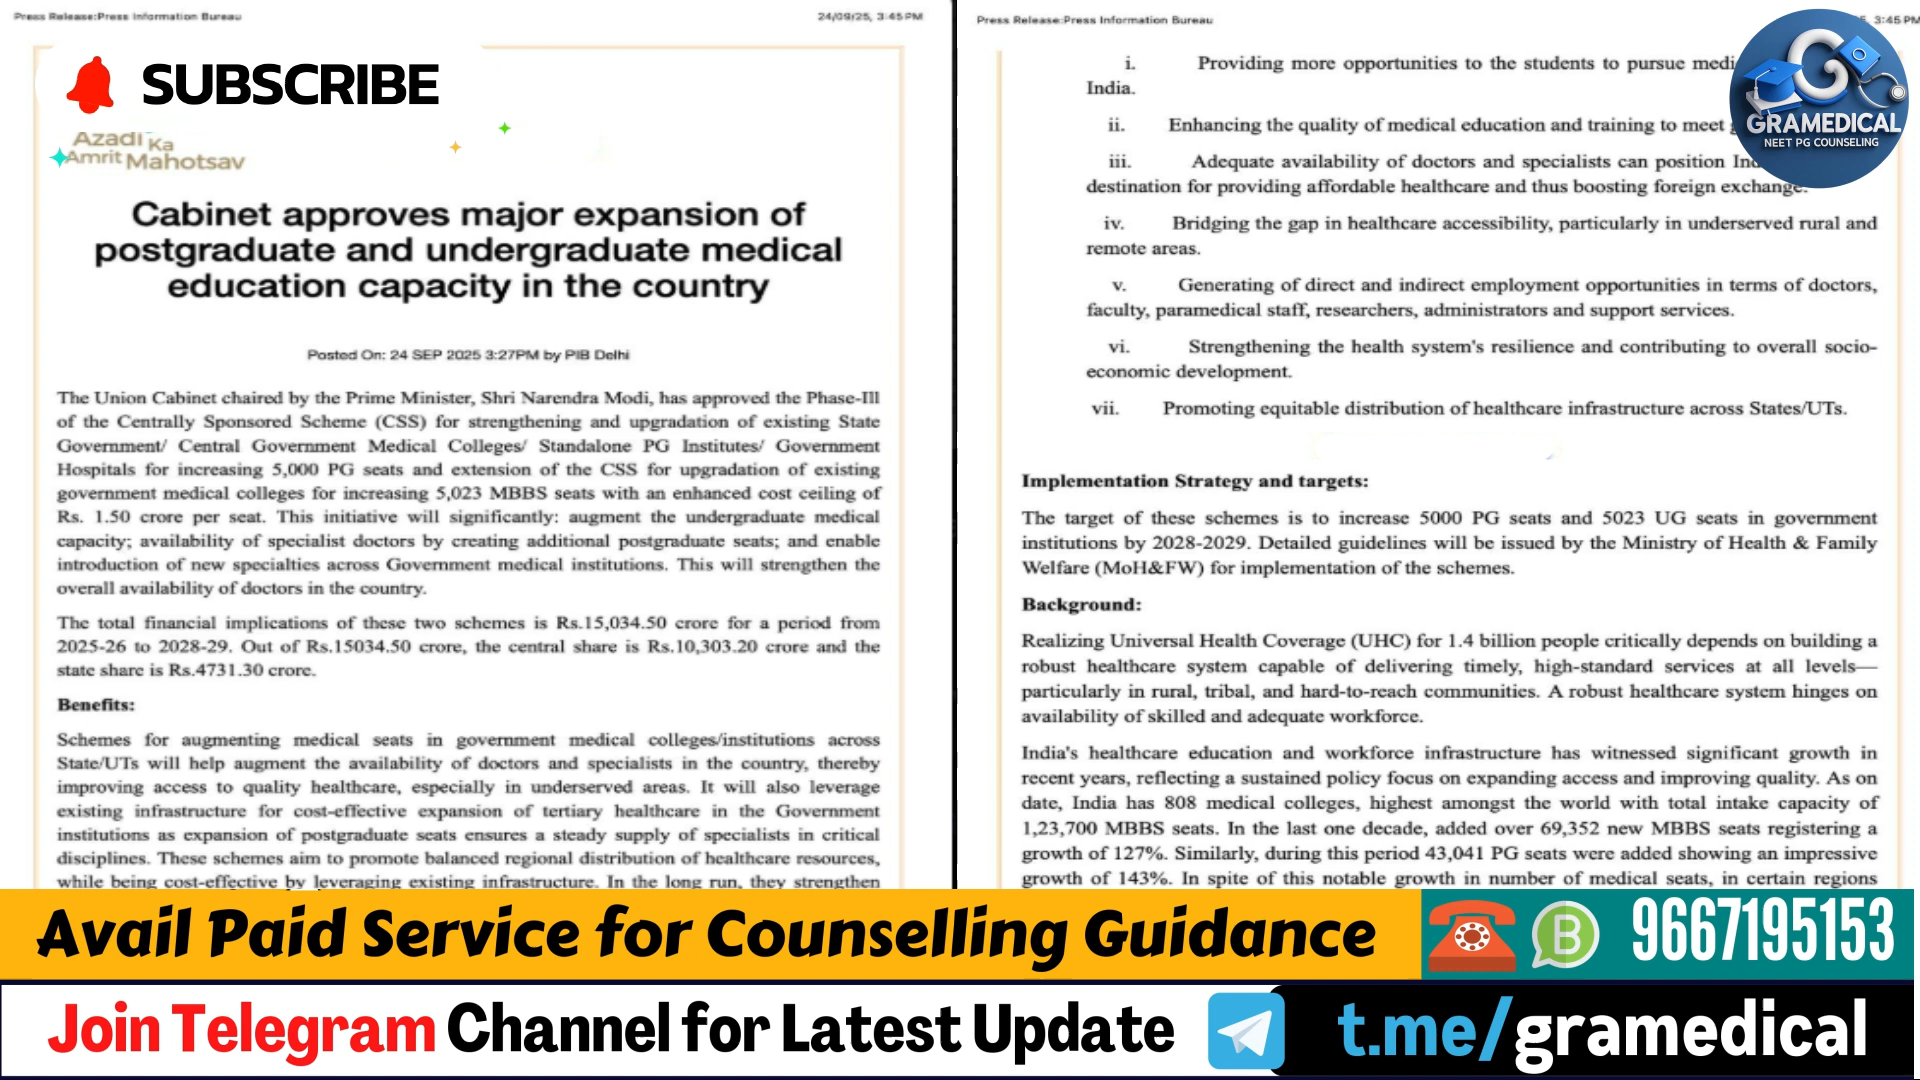 Press Release:Press Information Bureau
24/09/25, 3:45 PM
SUBSCRIBE
Azadi Ka
Amrit Mahotsav
Cabinet approves major expansion of
postgraduate and undergraduate medical
education capacity in the country
Posted On: 24 SEP 2025 3:27PM by PIB Delhi
The Union Cabinet chaired by the Prime Minister, Shri Narendra Modi, has approved the Phase-III
of the Centrally Sponsored Scheme (CSS) for strengthening and upgradation of existing State
Government/ Central Government Medical Colleges/ Standalone PG Institutes/ Government
Hospitals for increasing 5,000 PG seats and extension of the CSS for upgradation of existing
government medical colleges for increasing 5,023 MBBS seats with an enhanced cost ceiling of
Rs. 1.50 crore per seat. This initiative will significantly: augment the undergraduate medical
capacity; availability of specialist doctors by creating additional postgraduate seats; and enable
introduction of new specialties across Government medical institutions. This will strengthen the
overall availability of doctors in the country.
The total financial implications of these two schemes is Rs.15,034.50 crore for a period from
2025-26 to 2028-29. Out of Rs.15034.50 crore, the central share is Rs.10,303.20 crore and the
state share is Rs.4731.30 crore.
Benefits:
Schemes for augmenting medical seats in government medical colleges/institutions across
State/UTs will help augment the availability of doctors and specialists in the country, thereby
improving access to quality healthcare, especially in underserved areas. It will also leverage
existing infrastructure for cost-effective expansion of tertiary healthcare in the Government
institutions as expansion of postgraduate seats ensures a steady supply of specialists in critical
disciplines. These schemes aim to promote balanced regional distribution of healthcare resources,
while being cost-effective by leveraging existing infrastructure. In the long run, they strengthen
Press Release:Press Information Bureau
5, 3:45 PM
i. Providing more opportunities to the students to pursue medi
India.
ii. Enhancing the quality of medical education and training to meet
iii. Adequate availability of doctors and specialists can position
destination for providing affordable healthcare and thus boosting foreign exchange.
iv. Bridging the gap in healthcare accessibility, particularly in underserved rural and
remote areas.
v. Generating of direct and indirect employment opportunities in terms of doctors,
faculty, paramedical staff, researchers, administrators and support services.
vi. Strengthening the health system's resilience and contributing to overall socio-
economic development.
vii. Promoting equitable distribution of healthcare infrastructure across States/UTs.
Implementation Strategy and targets:
The target of these schemes is to increase 5000 PG seats and 5023 UG seats in government
institutions by 2028-2029. Detailed guidelines will be issued by the Ministry of Health & Family
Welfare (MoH&FW) for implementation of the schemes.
Background:
Realizing Universal Health Coverage (UHC) for 1.4 billion people critically depends on building a
robust healthcare system capable of delivering timely, high-standard services at all levels—
particularly in rural, tribal, and hard-to-reach communities. A robust healthcare system hinges on
availability of skilled and adequate workforce.
India's healthcare education and workforce infrastructure has witnessed significant growth in
recent years, reflecting a sustained policy focus on expanding access and improving quality. As on
date, India has 808 medical colleges, highest amongst the world with total intake capacity of
1,23,700 MBBS seats. In the last one decade, added over 69,352 new MBBS seats registering a
growth of 127%. Similarly, during this period 43,041 PG seats were added showing an impressive
growth of 143%. In spite of this notable growth in number of medical seats, in certain regions
G
GRAMEDICAL
NEET PG COUNSELING
Avail Paid Service for Counselling Guidance
B
9667195153
Join Telegram Channel for Latest Update
t.me/gramedical